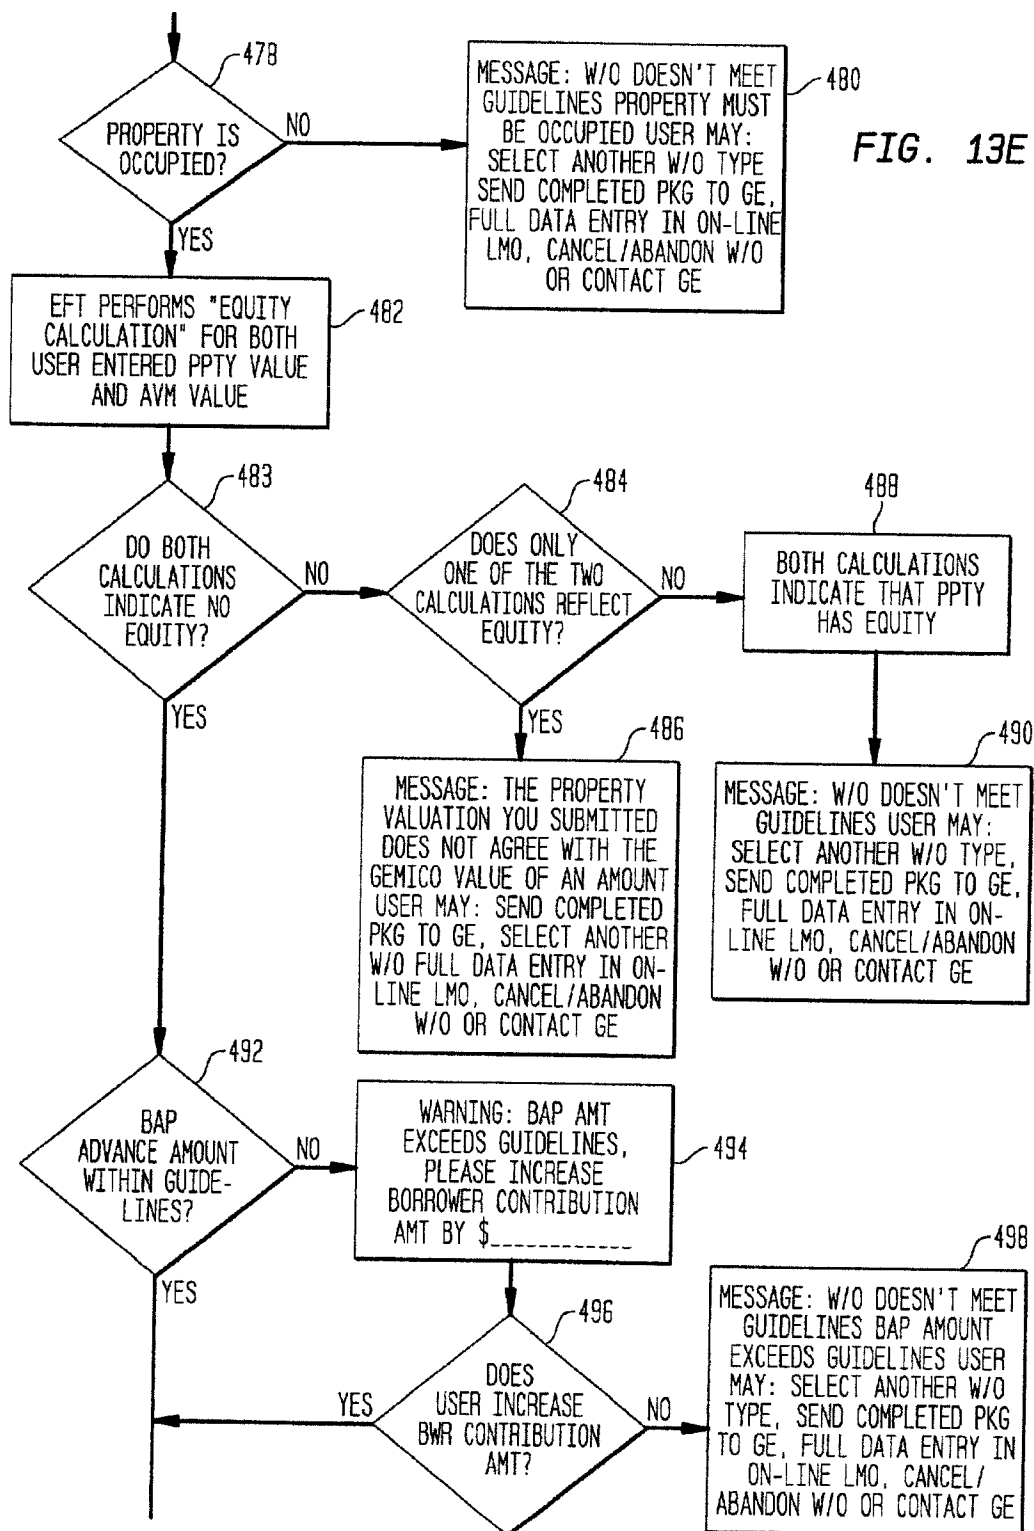 FIG. 13E
478
PROPERTY IS
OCCUPIED?
NO
YES
480
MESSAGE: W/O DOESN'T MEET
GUIDELINES PROPERTY MUST
BE OCCUPIED USER MAY:
SELECT ANOTHER W/O TYPE
SEND COMPLETED PKG TO GE,
FULL DATA ENTRY IN ON-LINE
LMO, CANCEL/ABANDON W/O
OR CONTACT GE
482
EFT PERFORMS "EQUITY
CALCULATION" FOR BOTH
USER ENTERED PPTY VALUE
AND AVM VALUE
483
DO BOTH
CALCULATIONS
INDICATE NO
EQUITY?
NO
YES
484
DOES ONLY
ONE OF THE TWO
CALCULATIONS REFLECT
EQUITY?
NO
YES
488
BOTH CALCULATIONS
INDICATE THAT PPTY
HAS EQUITY
486
MESSAGE: THE PROPERTY
VALUATION YOU SUBMITTED
DOES NOT AGREE WITH THE
GEMICO VALUE OF AN AMOUNT
USER MAY: SEND COMPLETED
PKG TO GE, SELECT ANOTHER
W/O FULL DATA ENTRY IN ON-
LINE LMO, CANCEL/ABANDON
W/O OR CONTACT GE
490
MESSAGE: W/O DOESN'T MEET
GUIDELINES USER MAY:
SELECT ANOTHER W/O TYPE,
SEND COMPLETED PKG TO GE,
FULL DATA ENTRY IN ON-
LINE LMO, CANCEL/ABANDON
W/O OR CONTACT GE
492
BAP
ADVANCE AMOUNT
WITHIN GUIDE-
LINES?
NO
YES
494
WARNING: BAP AMT
EXCEEDS GUIDELINES,
PLEASE INCREASE
BORROWER CONTRIBUTION
AMT BY $____________
496
DOES
USER INCREASE
BWR CONTRIBUTION
AMT?
YES
NO
498
MESSAGE: W/O DOESN'T MEET
GUIDELINES BAP AMOUNT
EXCEEDS GUIDELINES USER
MAY: SELECT ANOTHER W/O
TYPE, SEND COMPLETED PKG
TO GE, FULL DATA ENTRY IN
ON-LINE LMO, CANCEL/
ABANDON W/O OR CONTACT GE